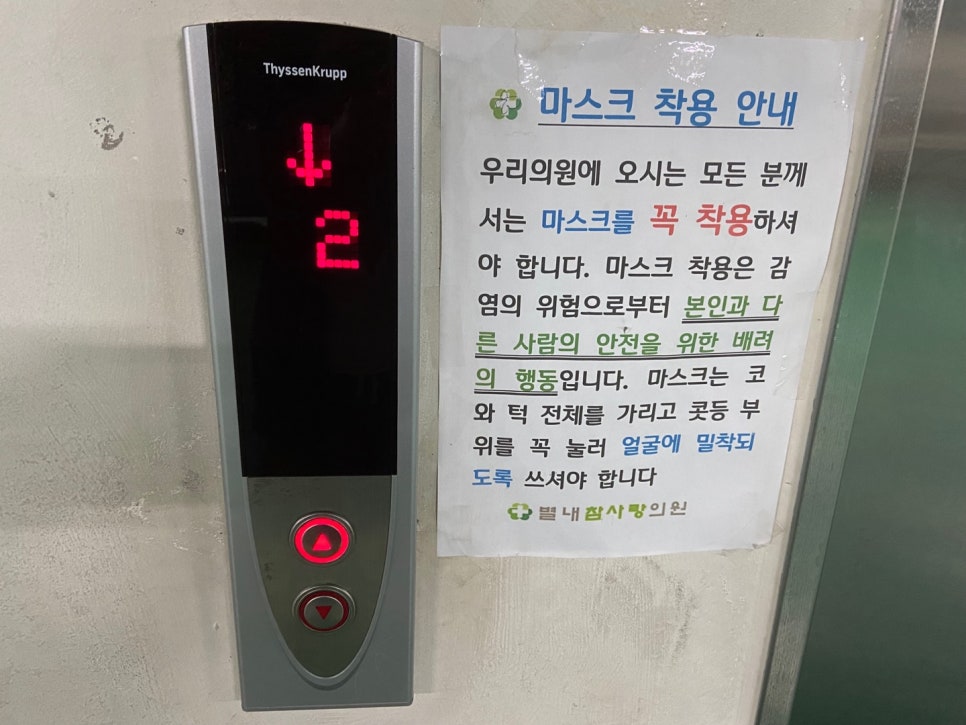 ThyssenKrupp
2
마스크 착용 안내
우리의원에 오시는 모든 분께
서는 마스크를 꼭 착용하셔
야 합니다. 마스크 착용은 감
염의 위험으로부터 본인과 다
른 사람의 안전을 위한 배려
의 행동입니다. 마스크는 코
와 턱 전체를 가리고 콧등 부
위를 꼭 눌러 얼굴에 밀착되
도록 쓰셔야 합니다
별내참사랑의원